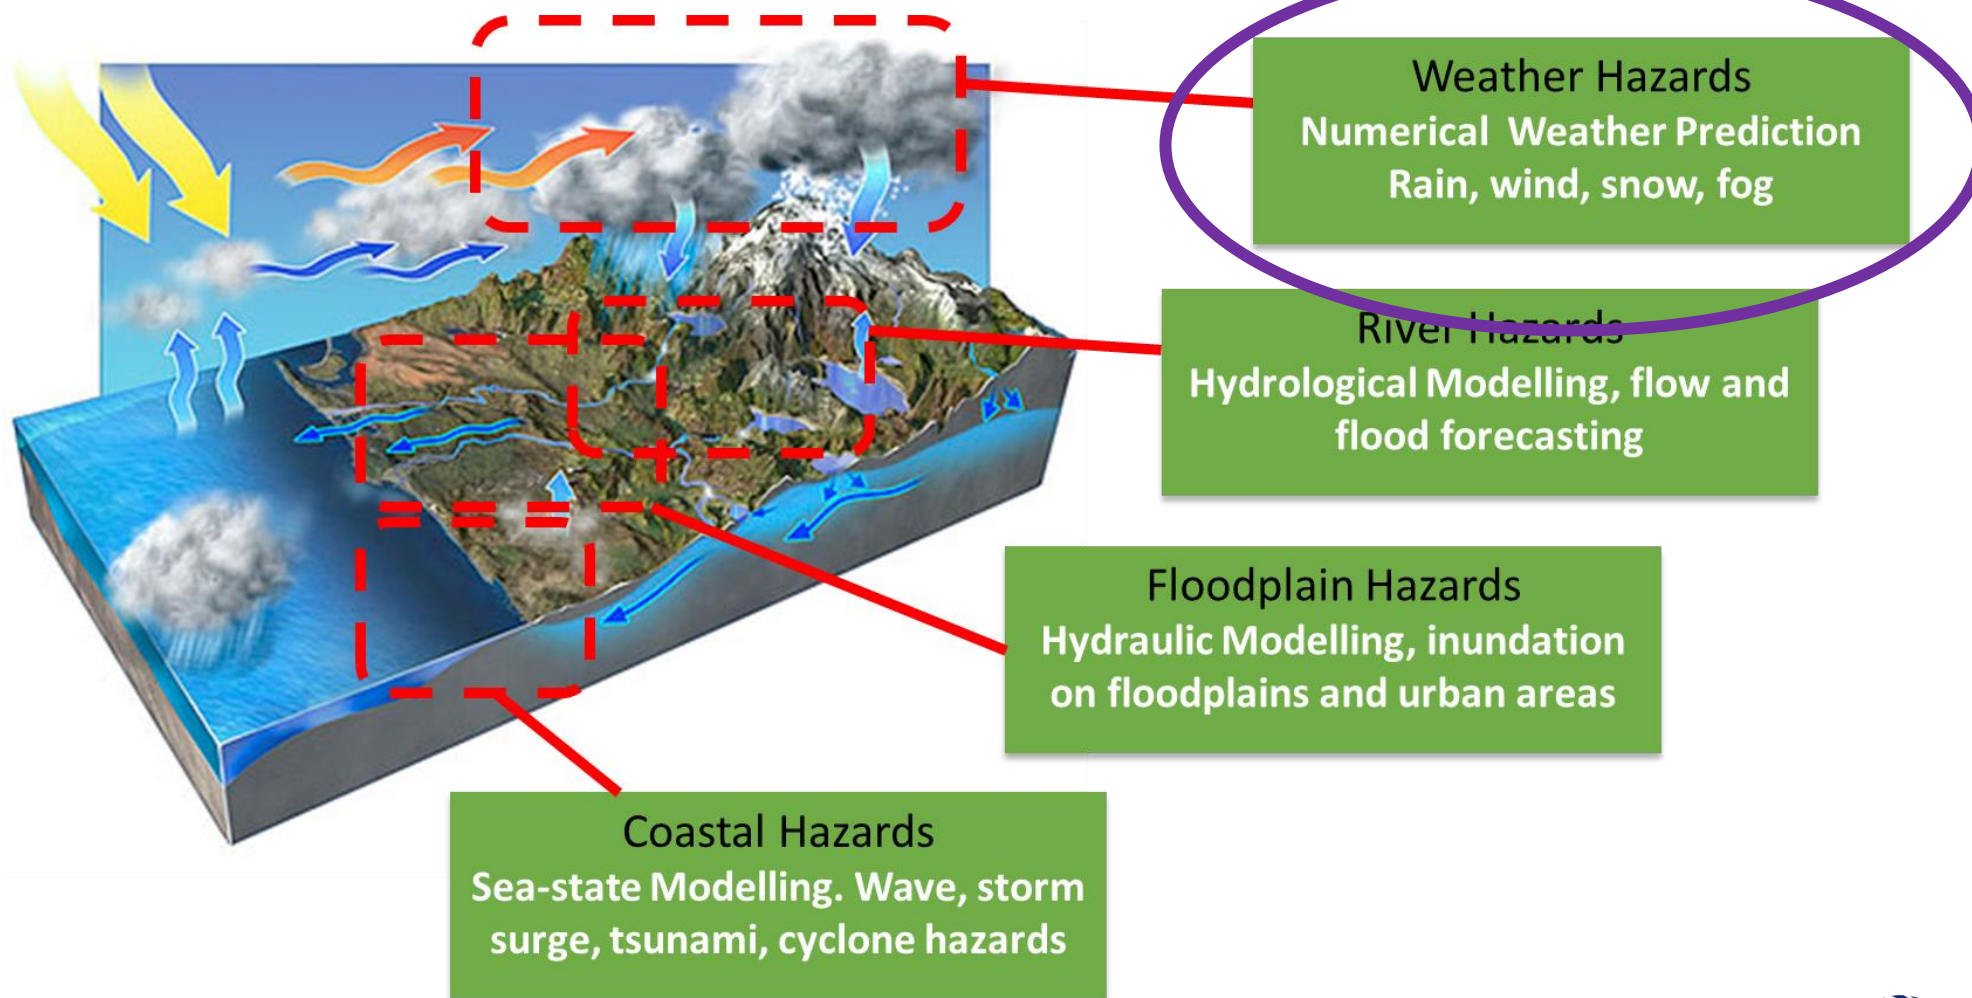 Weather Hazards
Numerical Weather Prediction
Rain, wind, snow, fog
River Hazards
Hydrological Modelling, flow and
flood forecasting
Floodplain Hazards
Hydraulic Modelling, inundation
on floodplains and urban areas
Coastal Hazards
Sea-state Modelling. Wave, storm
surge, tsunami, cyclone hazards